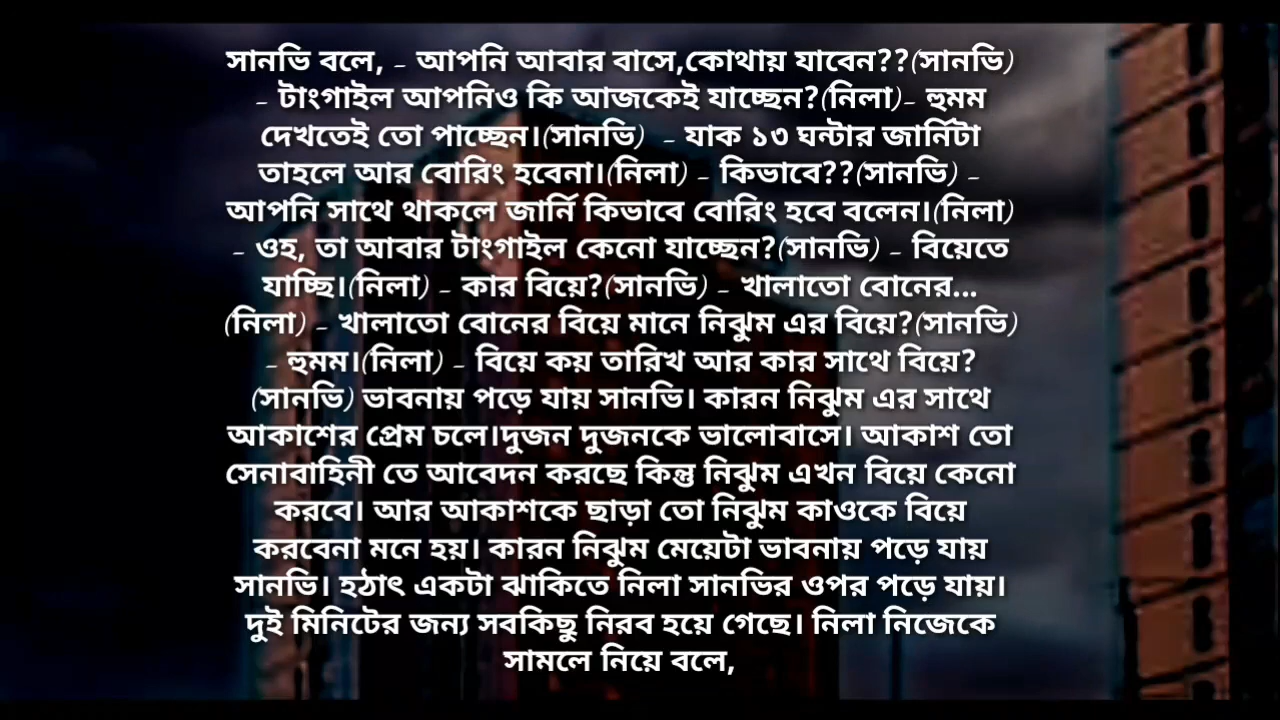 সানভি বলে, - আপনি আবার বাসে,কোথায় যাবেন??(সানভি)
- টাংগাইল আপনিও কি আজকেই যাচ্ছেন?(নিলা)- হুমম
দেখতেই তো পাচ্ছেন।(সানভি) - যাক ১৩ ঘন্টার জার্নিটা
তাহলে আর বোরিং হবেনা।(নিলা) - কিভাবে??(সানভি) -
আপনি সাথে থাকলে জার্নি কিভাবে বোরিং হবে বলেন।(নিলা)
- ওহ, তা আবার টাংগাইল কেনো যাচ্ছেন?(সানভি) - বিয়েতে
যাচ্ছি।(নিলা) - কার বিয়ে?(সানভি) - খালাতো বোনের...
(নিলা) - খালাতো বোনের বিয়ে মানে নিঝুম এর বিয়ে?(সানভি)
- হুমম।(নিলা) - বিয়ে কয় তারিখ আর কার সাথে বিয়ে?
(সানভি) ভাবনায় পড়ে যায় সানভি। কারন নিঝুম এর সাথে
আকাশের প্রেম চলে।দুজন দুজনকে ভালোবাসে। আকাশ তো
সেনাবাহিনী তে আবেদন করছে কিন্তু নিঝুম এখন বিয়ে কেনো
করবে। আর আকাশকে ছাড়া তো নিঝুম কাওকে বিয়ে
করবেনা মনে হয়। কারন নিঝুম মেয়েটা ভাবনায় পড়ে যায়
সানভি। হঠাৎ একটা ঝাকিতে নিলা সানভির ওপর পড়ে যায়।
দুই মিনিটের জন্য সবকিছু নিরব হয়ে গেছে। নিলা নিজেকে
সামলে নিয়ে বলে,